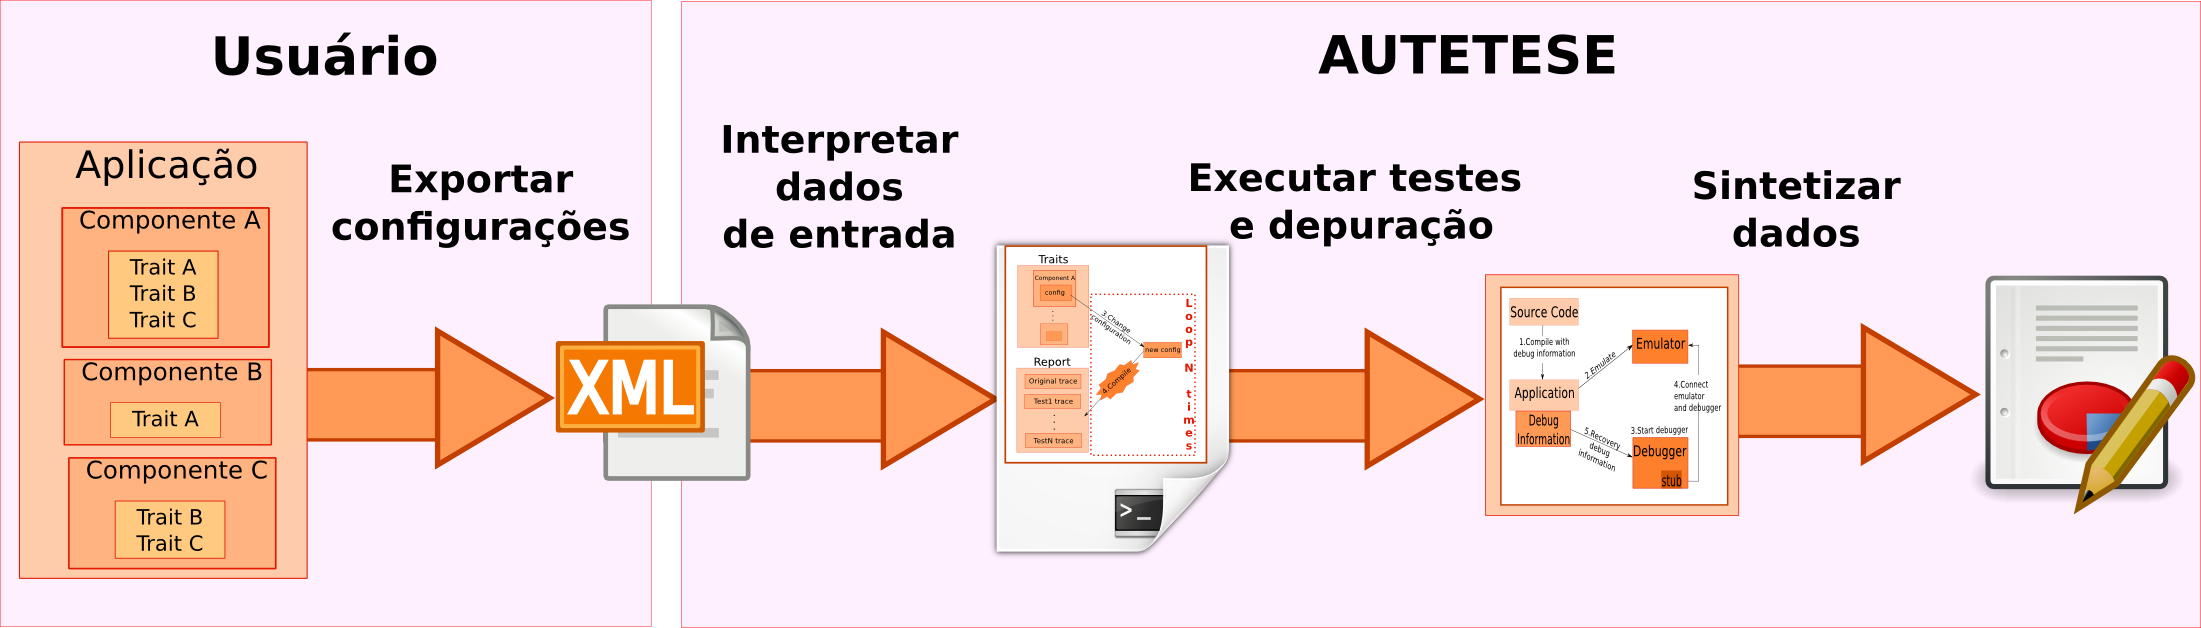 Usuário
Aplicação
Componente A
Trait A
Trait B
Trait C
Componente B
Trait A
Componente C
Trait B
Trait C
Exportar
configurações
XML
AUTETESE
Interpretar
dados
de entrada
Traits
Component A
config
3.Change
configuration
new config
4.Compile
Loop N times
Report
Original trace
Test1 trace
TestN trace
>_
Executar testes
e depuração
Source Code
1.Compile with
debug information
Application
Debug
Information
2.Emulate
Emulator
4.Connect
emulator
and debugger
3.Start debugger
5.Recovery
debug
information
Debugger
stub
Sintetizar
dados